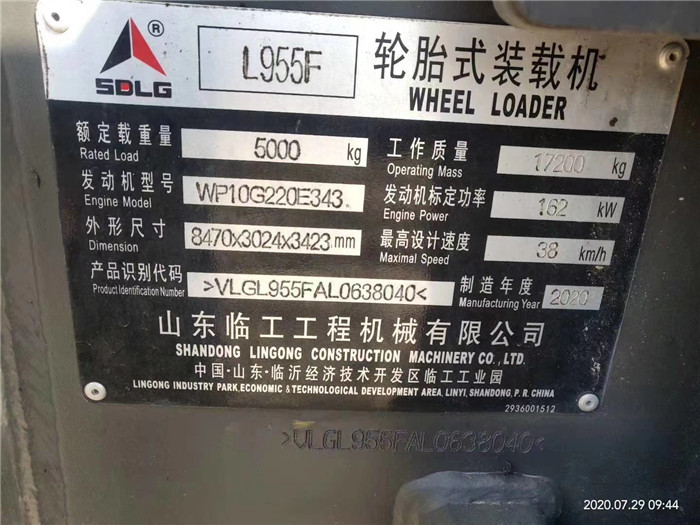 ®
SDLG
L955F
轮胎式装载机
WHEEL LOADER
额定载重量 5000 kg 工作质量 17200 kg
Rated Load Operating Mass
发动机型号 WP10G220E343 发动机标定功率 162 kW
Engine Model Engine Power
外形尺寸 8470x3024x3423 mm 最高设计速度 38 km/h
Dimension Maximal Speed
产品识别代码 >VLGL955FAL0638040< 制造年度 2020
Product Identification Number Manufacturing Year
山东临工工程机械有限公司
SHANDONG LINGONG CONSTRUCTION MACHINERY CO., LTD.
中国·山东·临沂经济技术开发区临工工业园
LINGONG INDUSTRY PARK,ECONOMIC & TECHNOLOGICAL DEVELOPMENT AREA, LINYI, SHANDONG, P. R. CHINA
2936001512
>VLGL955FAL0638040<
2020.07.29 09:44